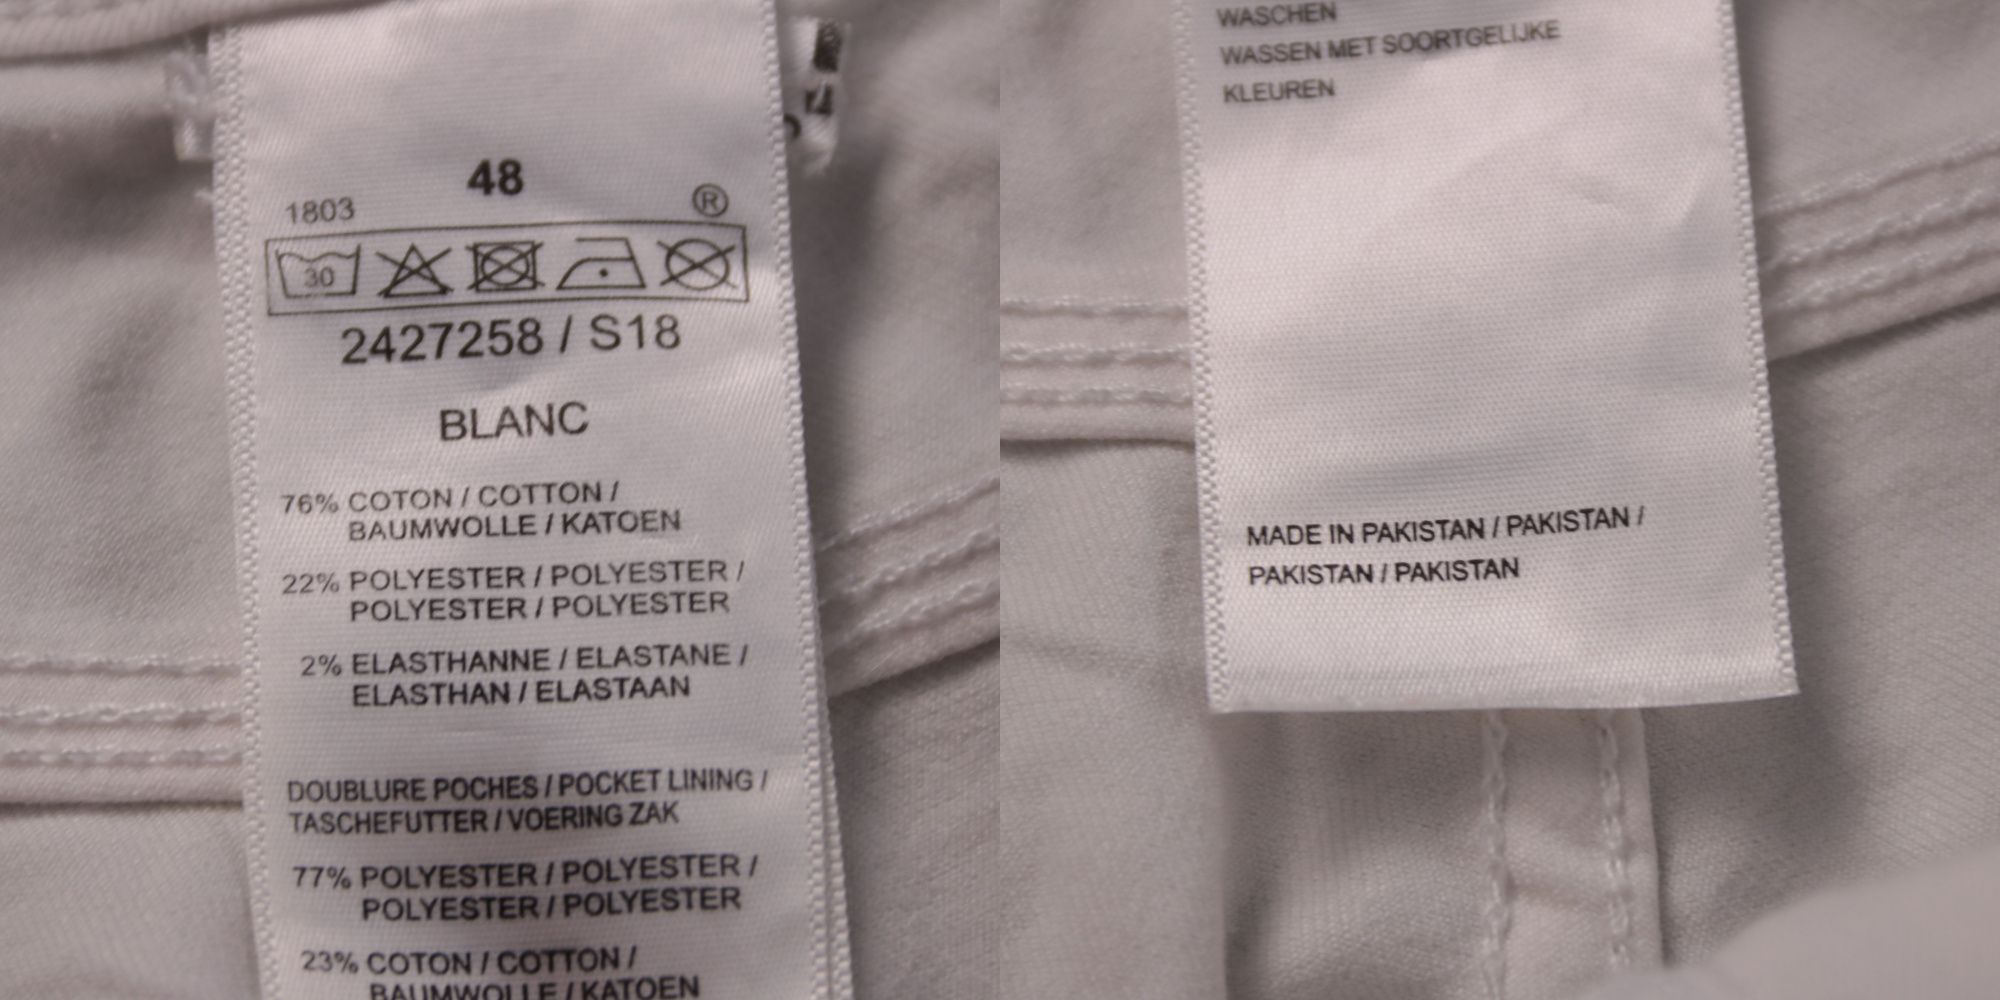 48
1803
®
30
2427258 / S18
BLANC
76% COTON / COTTON /
BAUMWOLLE / KATOEN
22% POLYESTER / POLYESTER /
POLYESTER / POLYESTER
2% ELASTHANNE / ELASTANE /
ELASTHAN / ELASTAAN
DOUBLURE POCHES / POCKET LINING /
TASCHEFUTTER / VOERING ZAK
77% POLYESTER / POLYESTER /
POLYESTER / POLYESTER
23% COTON / COTTON /
BAUMWOLLE / KATOEN
WASCHEN
WASSEN MET SOORTGELIJKE
KLEUREN
MADE IN PAKISTAN / PAKISTAN /
PAKISTAN / PAKISTAN